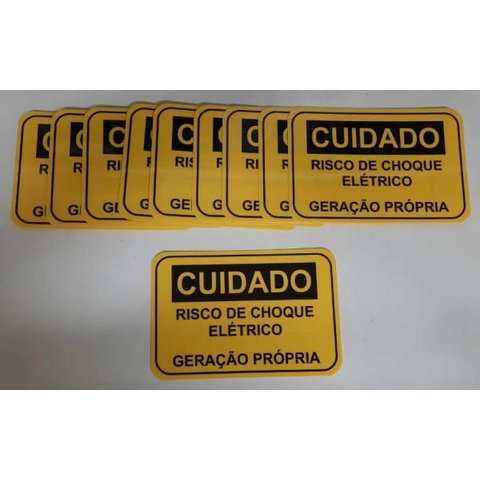 CUIDADO
RISCO DE CHOQUE
ELÉTRICO
GERAÇÃO PRÓPRIA
CUIDADO
RISCO DE CHOQUE
ELÉTRICO
GERAÇÃO PRÓPRIA